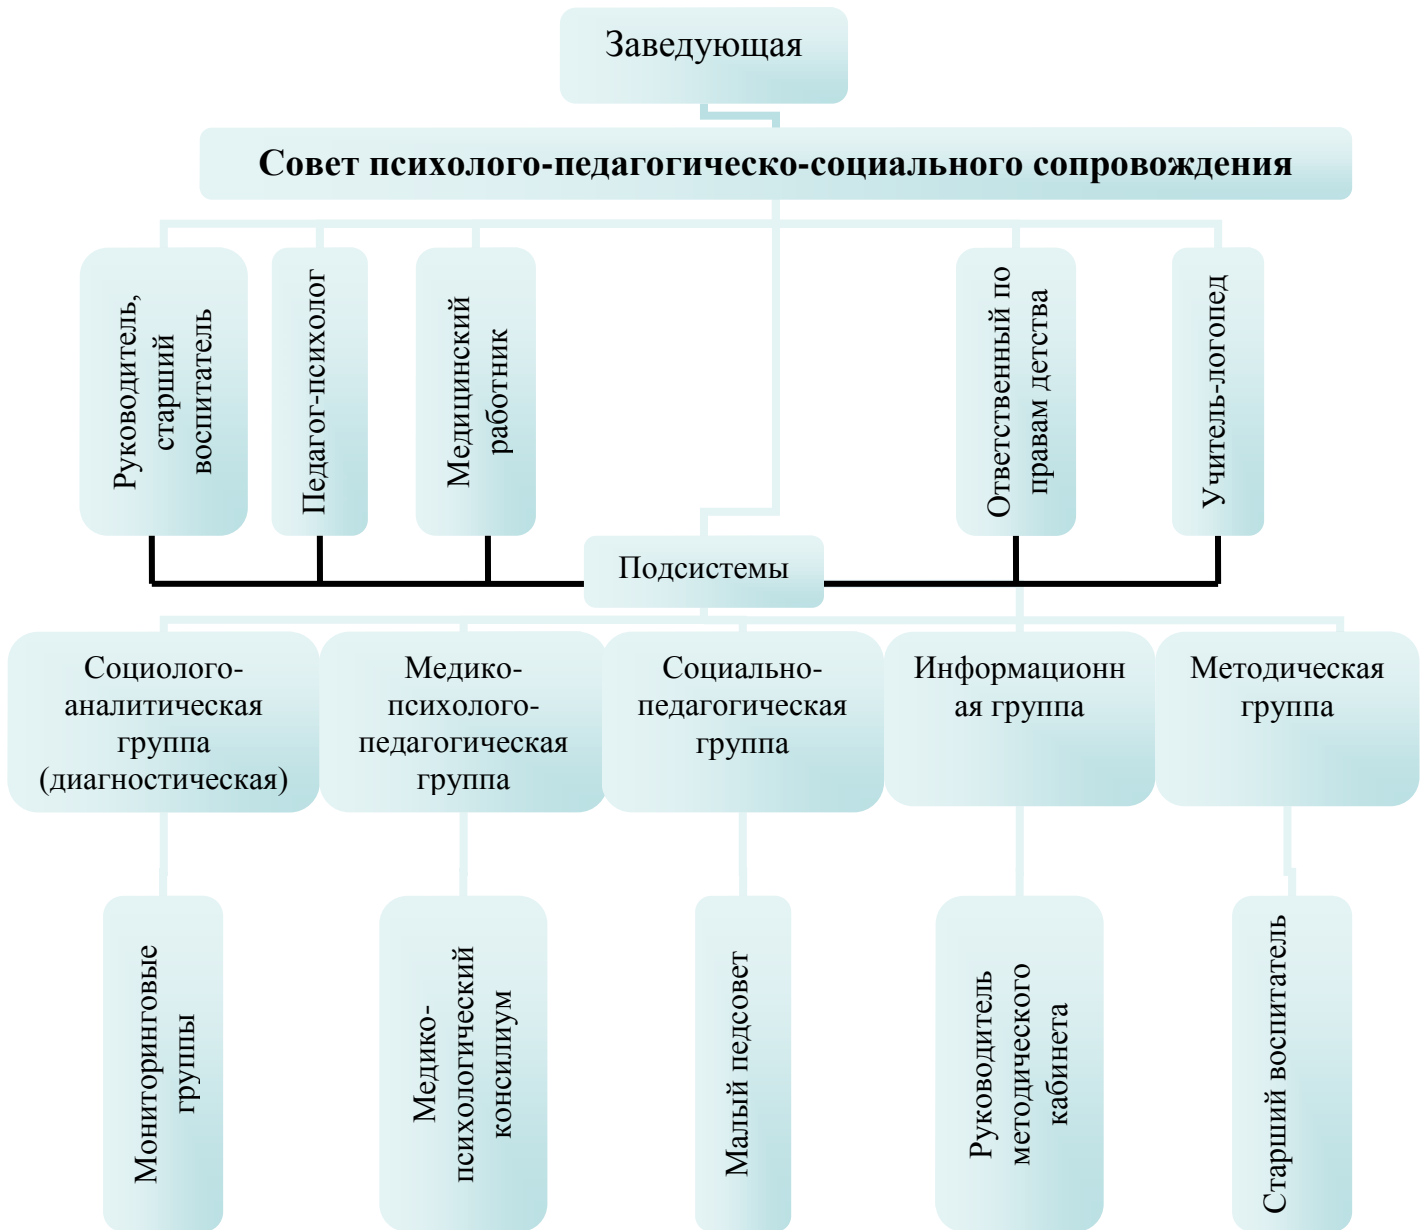 Заведующая
Совет психолого-педагогическо-социального сопровождения
Руководитель,
старший
воспитатель
Педагог-психолог
Медицинский
работник
Ответственный по
правам детства
Учитель-логопед
Подсистемы
Социолого-
аналитическая
группа
(диагностическая)
Медико-
психолого-
педагогическая
группа
Социально-
педагогическая
группа
Информационн
ая группа
Методическая
группа
Мониторинговые
группы
Медико-
психологический
консилиум
Малый педсовет
Руководитель
методического
кабинета
Старший воспитатель